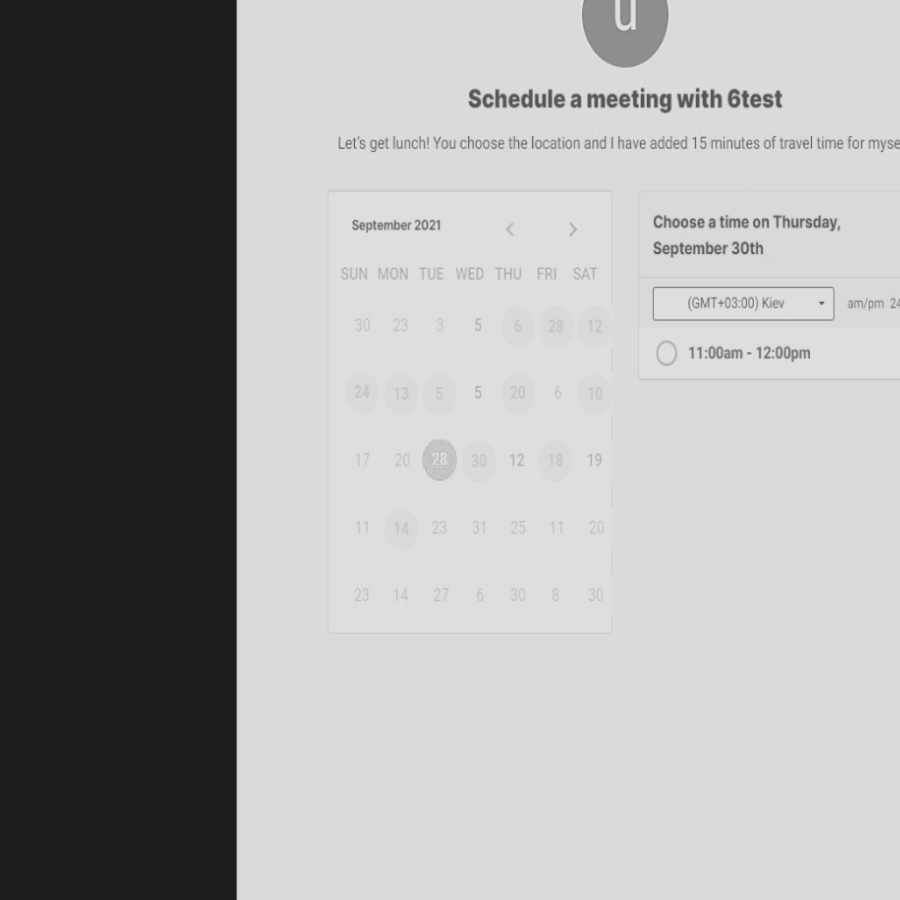 u
Schedule a meeting with 6test
Let's get lunch! You choose the location and I have added 15 minutes of travel time for myse
September 2021
SUN MON TUE WED THU FRI SAT
30 23 3 5 6 28 12
24 13 5 5 20 6 10
17 20 28 30 12 18 19
11 14 23 31 25 11 20
23 14 27 6 30 8 30
Choose a time on Thursday,
September 30th
(GMT+03:00) Kiev am/pm 24
11:00am - 12:00pm